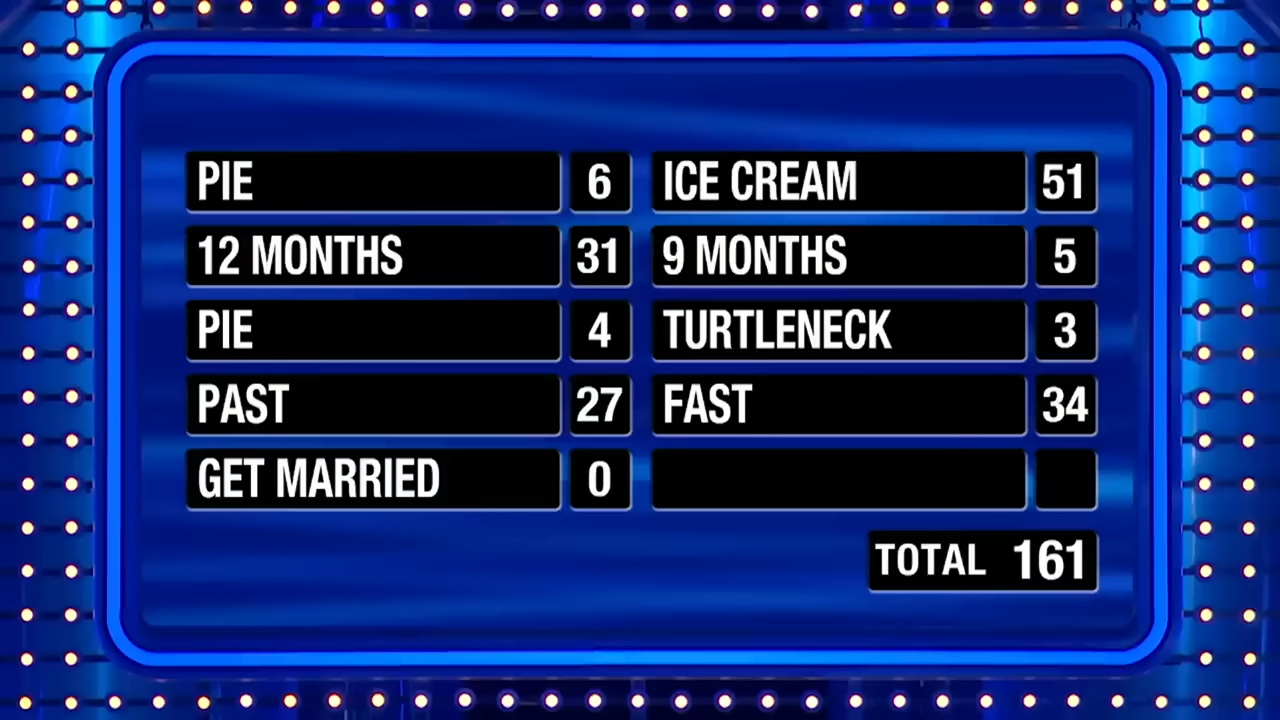 PIE 6 ICE CREAM 51
12 MONTHS 31 9 MONTHS 5
PIE 4 TURTLENECK 3
PAST 27 FAST 34
GET MARRIED 0
TOTAL 161